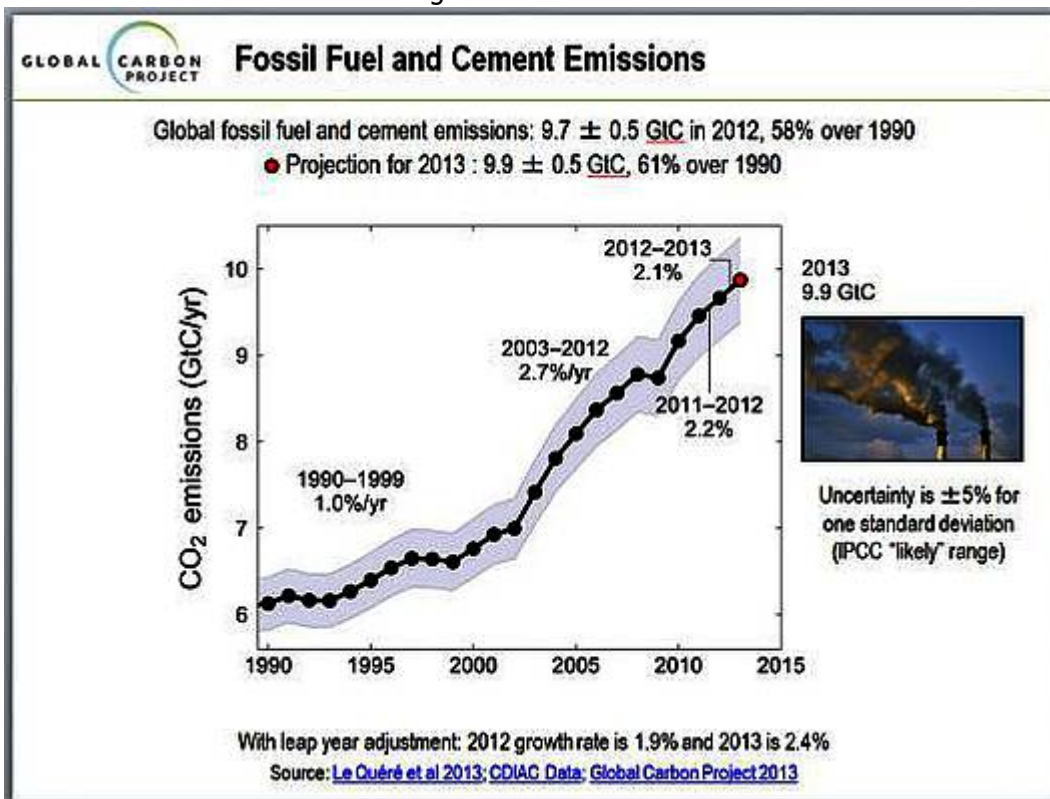 GLOBAL CARBON PROJECT
Fossil Fuel and Cement Emissions
Global fossil fuel and cement emissions: 9.7 ± 0.5 GtC in 2012, 58% over 1990
Projection for 2013 : 9.9 ± 0.5 GtC, 61% over 1990
CO2 emissions (GtC/yr)
10
9
8
7
6
1990–1999
1.0%/yr
2003–2012
2.7%/yr
2012–2013
2.1%
2011–2012
2.2%
1990 1995 2000 2005 2010 2015
2013
9.9 GtC
Uncertainty is ±5% for
one standard deviation
(IPCC “likely” range)
With leap year adjustment: 2012 growth rate is 1.9% and 2013 is 2.4%
Source: Le Quéré et al 2013; CDIAC Data; Global Carbon Project 2013